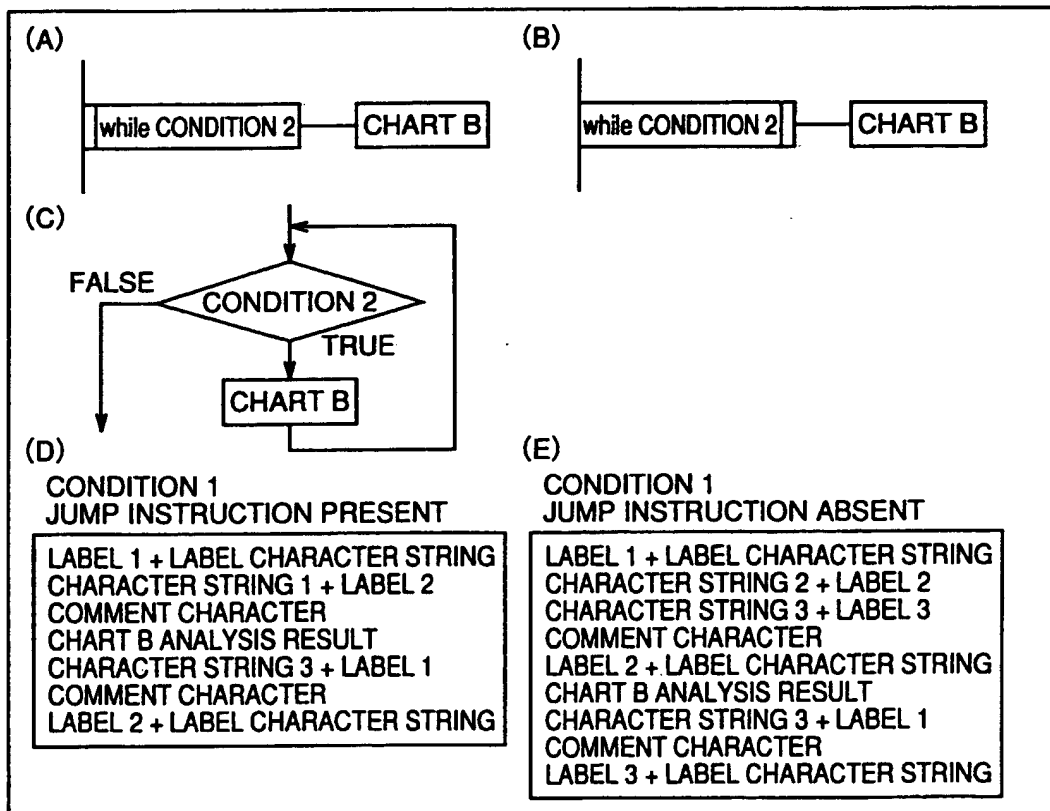 (A)
while CONDITION 2
CHART B
(B)
while CONDITION 2
CHART B
(C)
FALSE
CONDITION 2
TRUE
CHART B
(D)
CONDITION 1
JUMP INSTRUCTION PRESENT
LABEL 1 + LABEL CHARACTER STRING
CHARACTER STRING 1 + LABEL 2
COMMENT CHARACTER
CHART B ANALYSIS RESULT
CHARACTER STRING 3 + LABEL 1
COMMENT CHARACTER
LABEL 2 + LABEL CHARACTER STRING
(E)
CONDITION 1
JUMP INSTRUCTION ABSENT
LABEL 1 + LABEL CHARACTER STRING
CHARACTER STRING 2 + LABEL 2
CHARACTER STRING 3 + LABEL 3
COMMENT CHARACTER
LABEL 2 + LABEL CHARACTER STRING
CHART B ANALYSIS RESULT
CHARACTER STRING 3 + LABEL 1
COMMENT CHARACTER
LABEL 3 + LABEL CHARACTER STRING